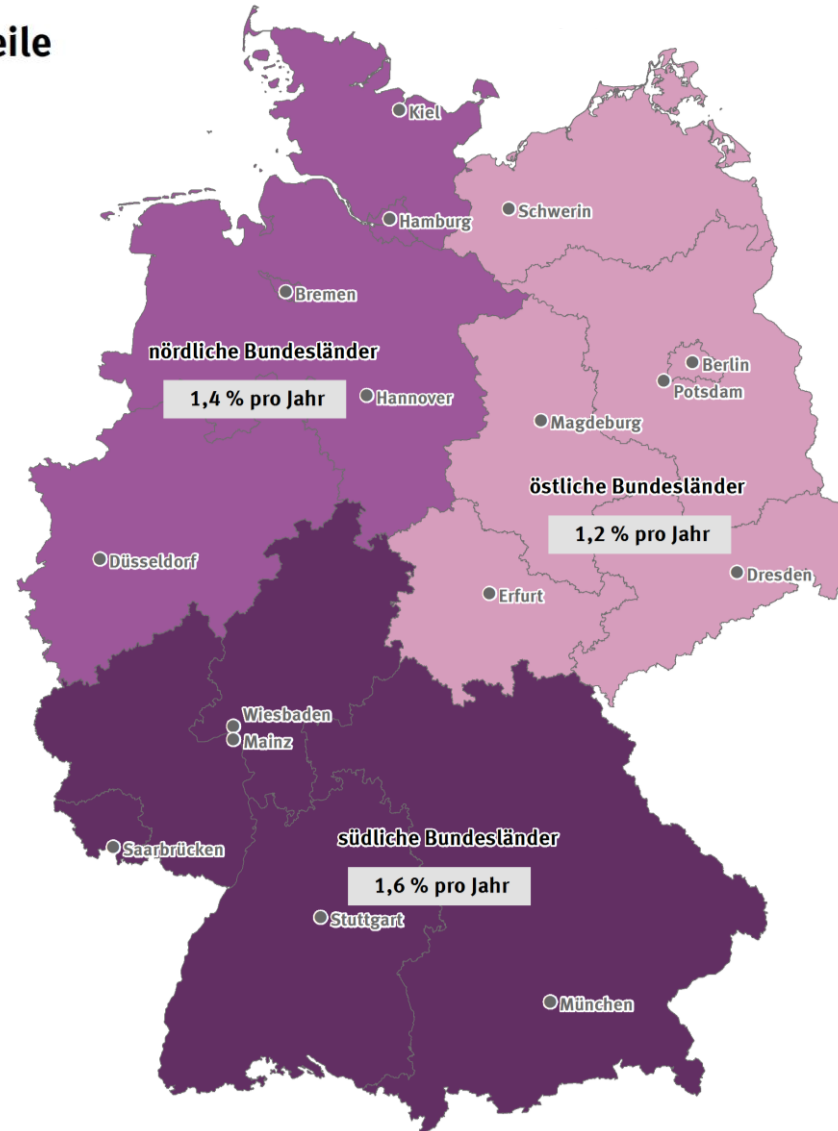 eile
Kiel
Schwerin
Hamburg
Bremen
nördliche Bundesländer
Berlin
Potsdam
1,4 % pro Jahr
Hannover
Magdeburg
östliche Bundesländer
1,2 % pro Jahr
Düsseldorf
Dresden
Erfurt
Wiesbaden
Mainz
südliche Bundesländer
Saarbrücken
1,6 % pro Jahr
Stuttgart
München